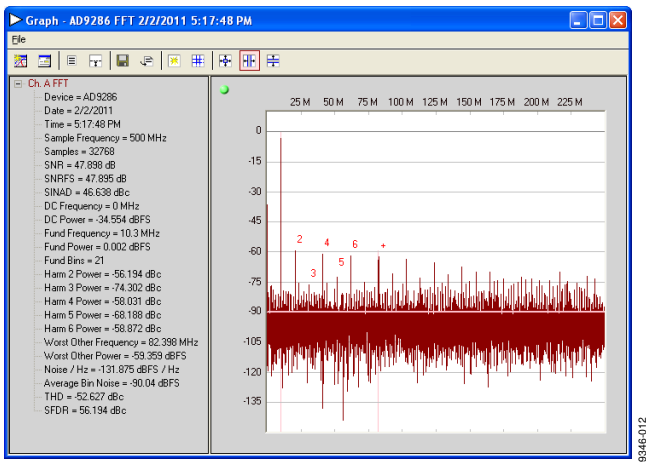 Graph - AD9286 FFT 2/2/2011 5:17:48 PM
File
Ch. A FFT
Device = AD9286
Date = 2/2/2011
Time = 5:17:48 PM
Sample Frequency = 500 MHz
Samples = 32768
SNR = 47.898 dB
SNRFS = 47.895 dB
SINAD = 46.638 dBc
DC Frequency = 0 MHz
DC Power = -34.554 dBFS
Fund Frequency = 10.3 MHz
Fund Power = 0.002 dBFS
Fund Bins = 21
Harm 2 Power = -56.194 dBc
Harm 3 Power = -74.302 dBc
Harm 4 Power = -58.031 dBc
Harm 5 Power = -68.188 dBc
Harm 6 Power = -58.872 dBc
Worst Other Frequency = 82.398 MHz
Worst Other Power = -59.359 dBFS
Noise / Hz = -131.875 dBFS / Hz
Average Bin Noise = -90.04 dBFS
THD = -52.627 dBc
SFDR = 56.194 dBc
25 M 50 M 75 M 100 M 125 M 150 M 175 M 200 M 225 M
0
-15
-30
-45
-60
-75
-90
-105
-120
-135
2
3
4
5
6
+
9346-012